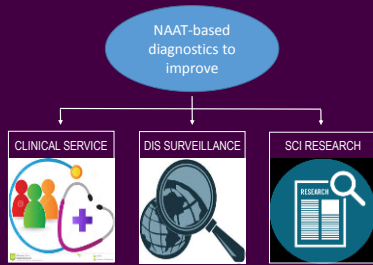 NAAT-based
diagnostics to
improve
CLINICAL SERVICE
DIS SURVEILLANCE
SCI RESEARCH
RESEARCH